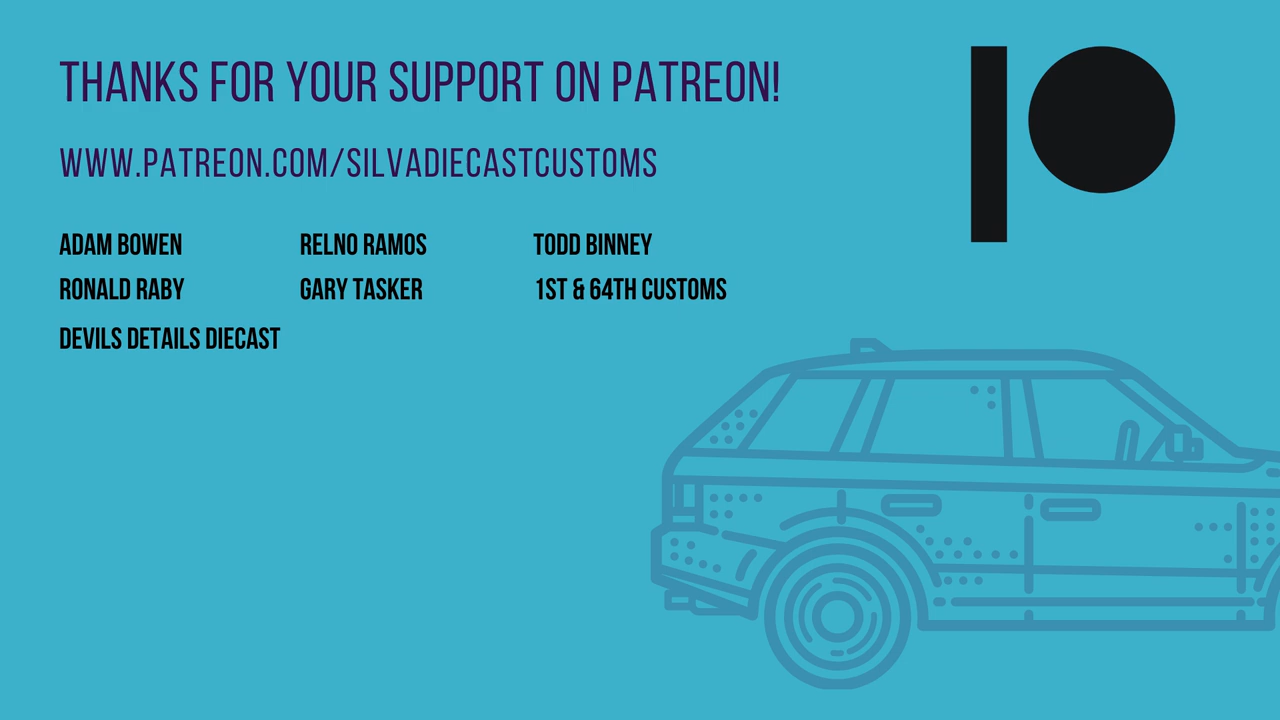 THANKS FOR YOUR SUPPORT ON PATREON!
WWW.PATREON.COM/SILVADIECASTCUSTOMS
ADAM BOWEN RELNO RAMOS TODD BINNEY
RONALD RABY GARY TASKER 1ST & 64TH CUSTOMS
DEVILS DETAILS DIECAST